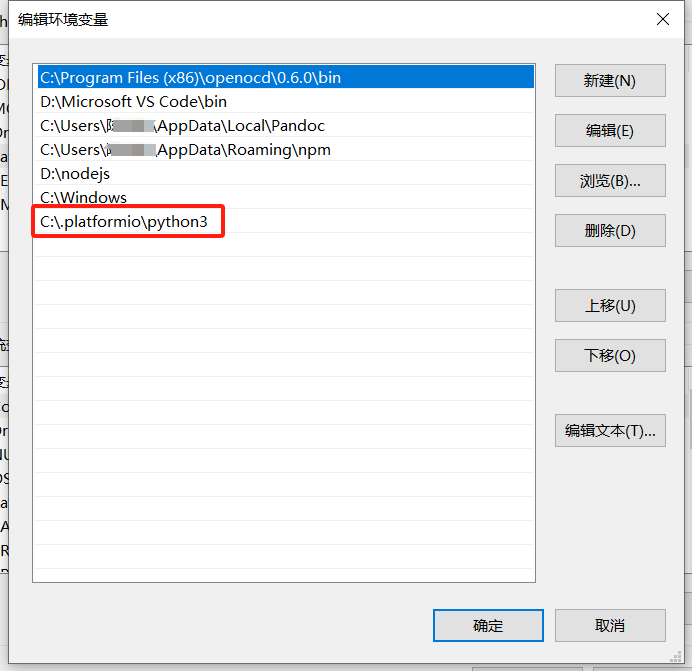 编辑环境变量
C:\Program Files (x86)\openocd\0.6.0\bin
D:\Microsoft VS Code\bin
C:\Users\ \AppData\Local\Pandoc
C:\Users\ \AppData\Roaming\npm
D:\nodejs
C:\Windows
C:\.platformio\python3
新建(N)
编辑(E)
浏览(B)...
删除(D)
上移(U)
下移(O)
编辑文本(T)...
确定
取消